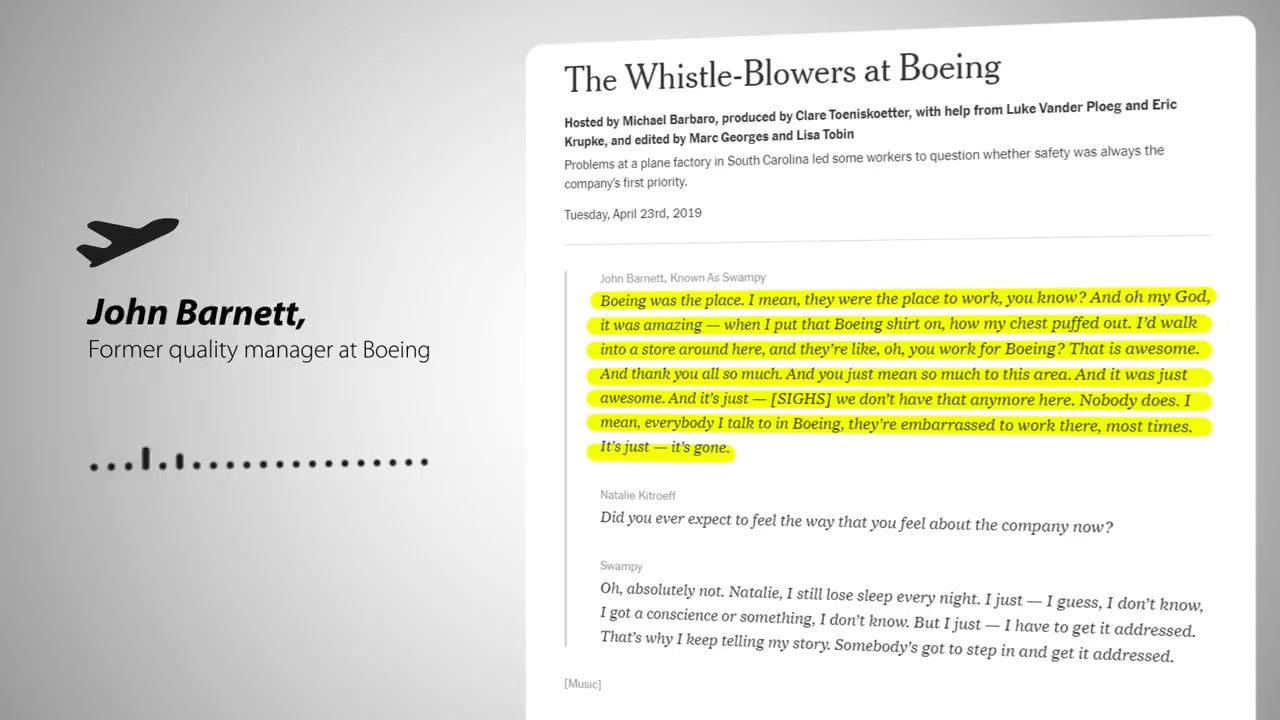 John Barnett,
Former quality manager at Boeing
The Whistle-Blowers at Boeing
Hosted by Michael Barbaro, produced by Clare Toeniskoetter, with help from Luke Vander Ploeg and Eric
Krupke, and edited by Marc Georges and Lisa Tobin
Problems at a plane factory in South Carolina led some workers to question whether safety was always the
company's first priority.
Tuesday, April 23rd, 2019
John Barnett, Known As Swampy
Boeing was the place. I mean, they were the place to work, you know? And oh my God,
it was amazing — when I put that Boeing shirt on, how my chest puffed out. I'd walk
into a store around here, and they're like, oh, you work for Boeing? That is awesome.
And thank you all so much. And you just mean so much to this area. And it was just
awesome. And it's just — [SIGHS] we don't have that anymore here. Nobody does. I
mean, everybody I talk to in Boeing, they're embarrassed to work there, most times.
It's just — it's gone.
Natalie Kitroeff
Did you ever expect to feel the way that you feel about the company now?
Swampy
Oh, absolutely not. Natalie, I still lose sleep every night. I just — I guess, I don't know,
I got a conscience or something, I don't know. But I just — I have to get it addressed.
That's why I keep telling my story. Somebody's got to step in and get it addressed.
[Music]